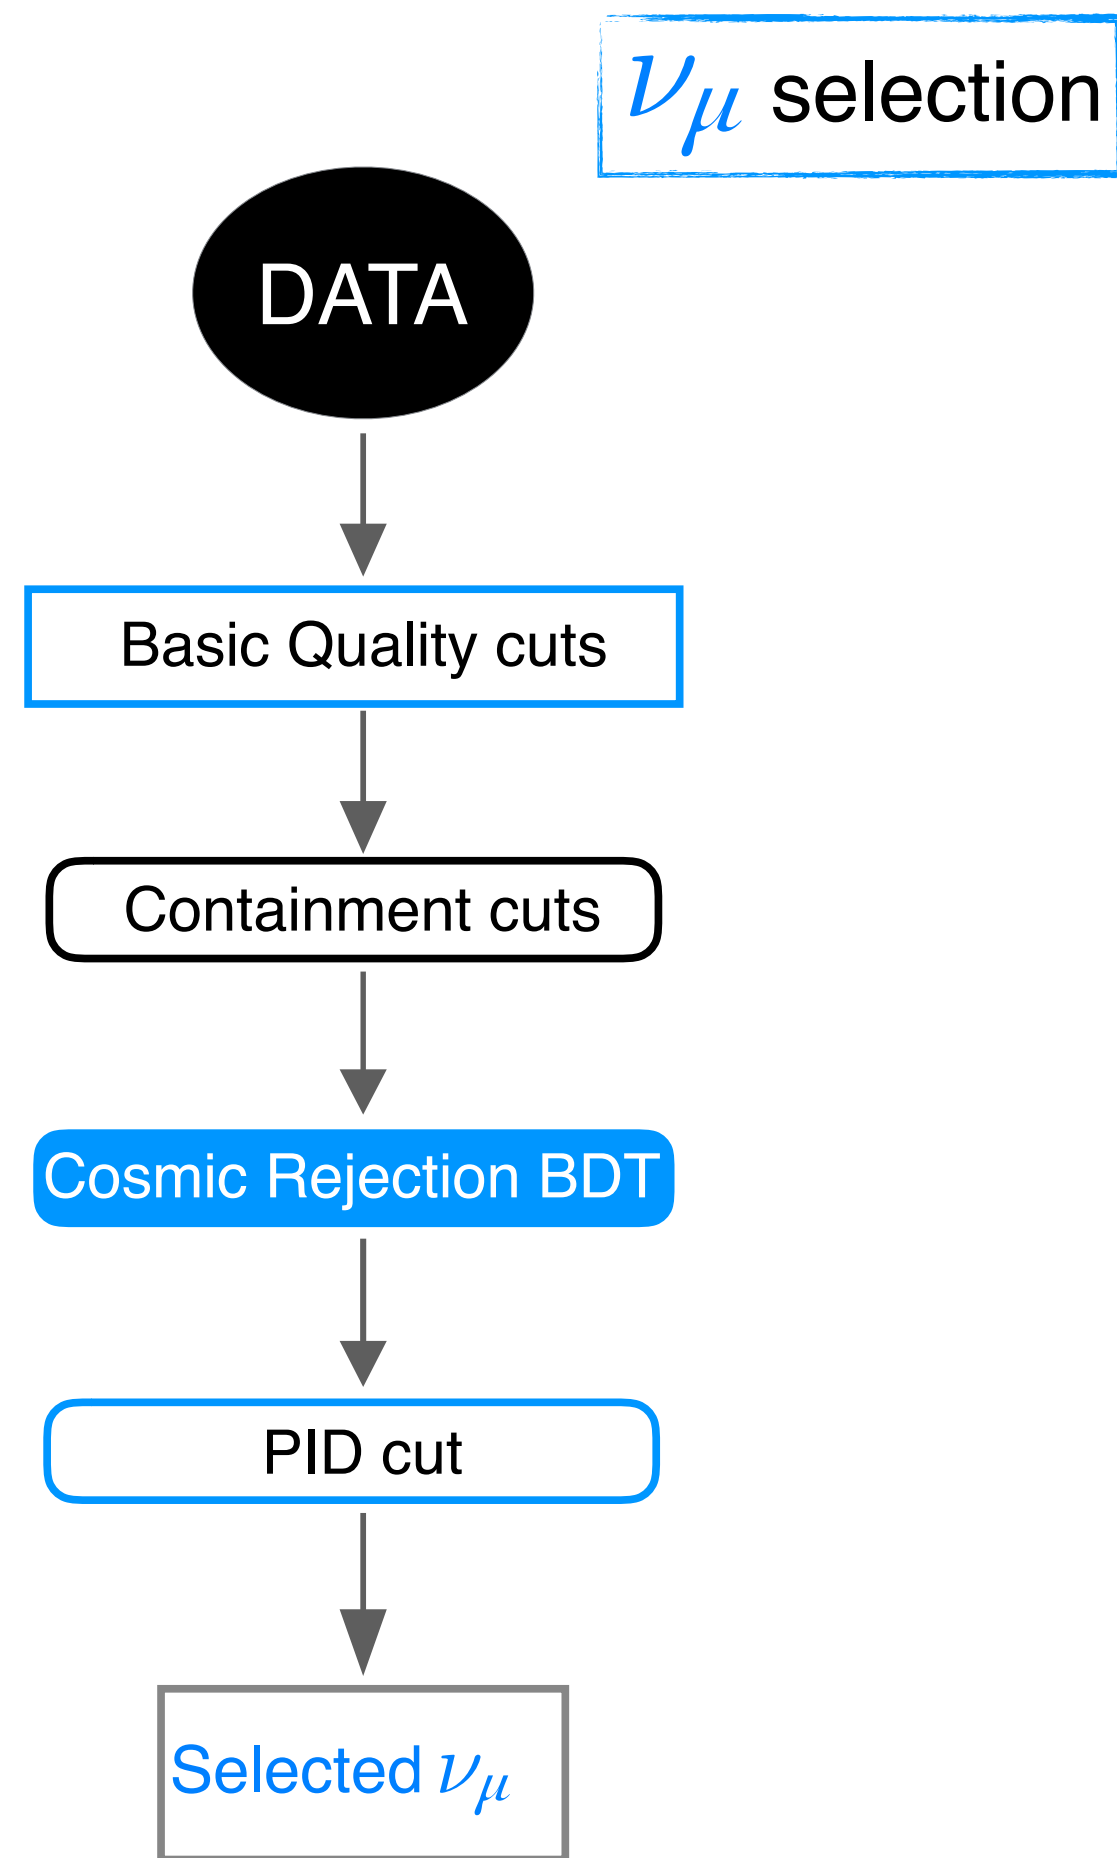 νμ selection
DATA
Basic Quality cuts
Containment cuts
Cosmic Rejection BDT
PID cut
Selected νμ